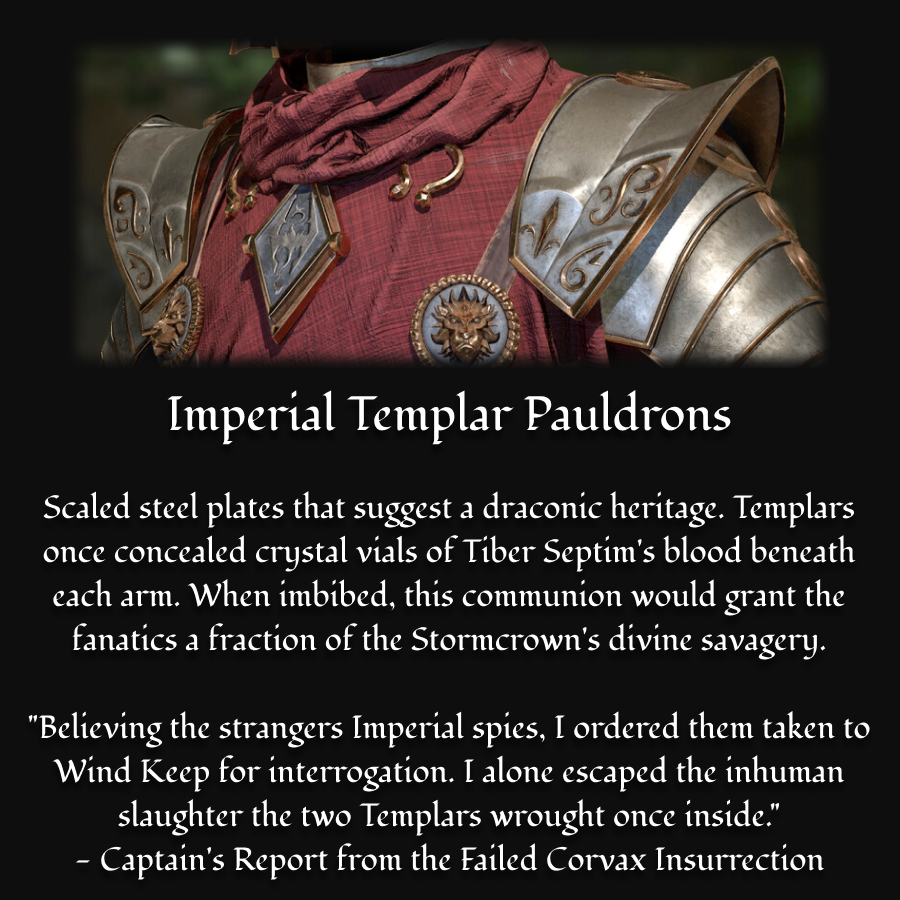 Imperial Templar Pauldrons
Scaled steel plates that suggest a draconic heritage. Templars
once concealed crystal vials of Tiber Septim's blood beneath
each arm. When imbibed, this communion would grant the
fanatics a fraction of the Stormcrown's divine savagery.
"Believing the strangers Imperial spies, I ordered them taken to
Wind Keep for interrogation. I alone escaped the inhuman
slaughter the two Templars wrought once inside."
- Captain's Report from the Failed Corvax Insurrection